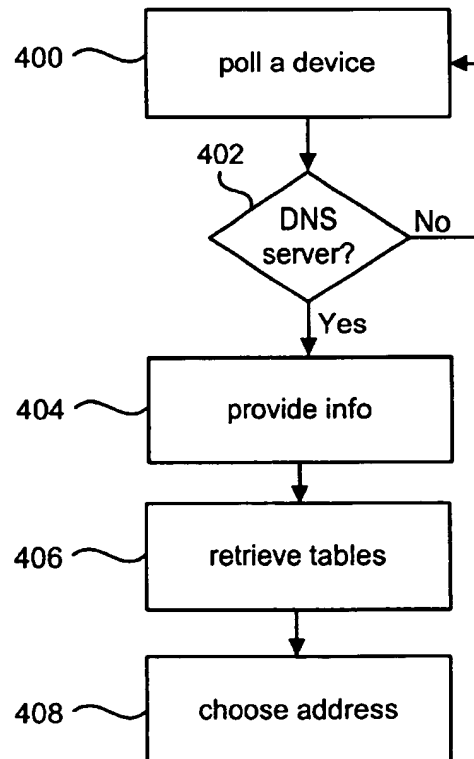 400
poll a device
402
DNS
server?
No
Yes
404
provide info
406
retrieve tables
408
choose address